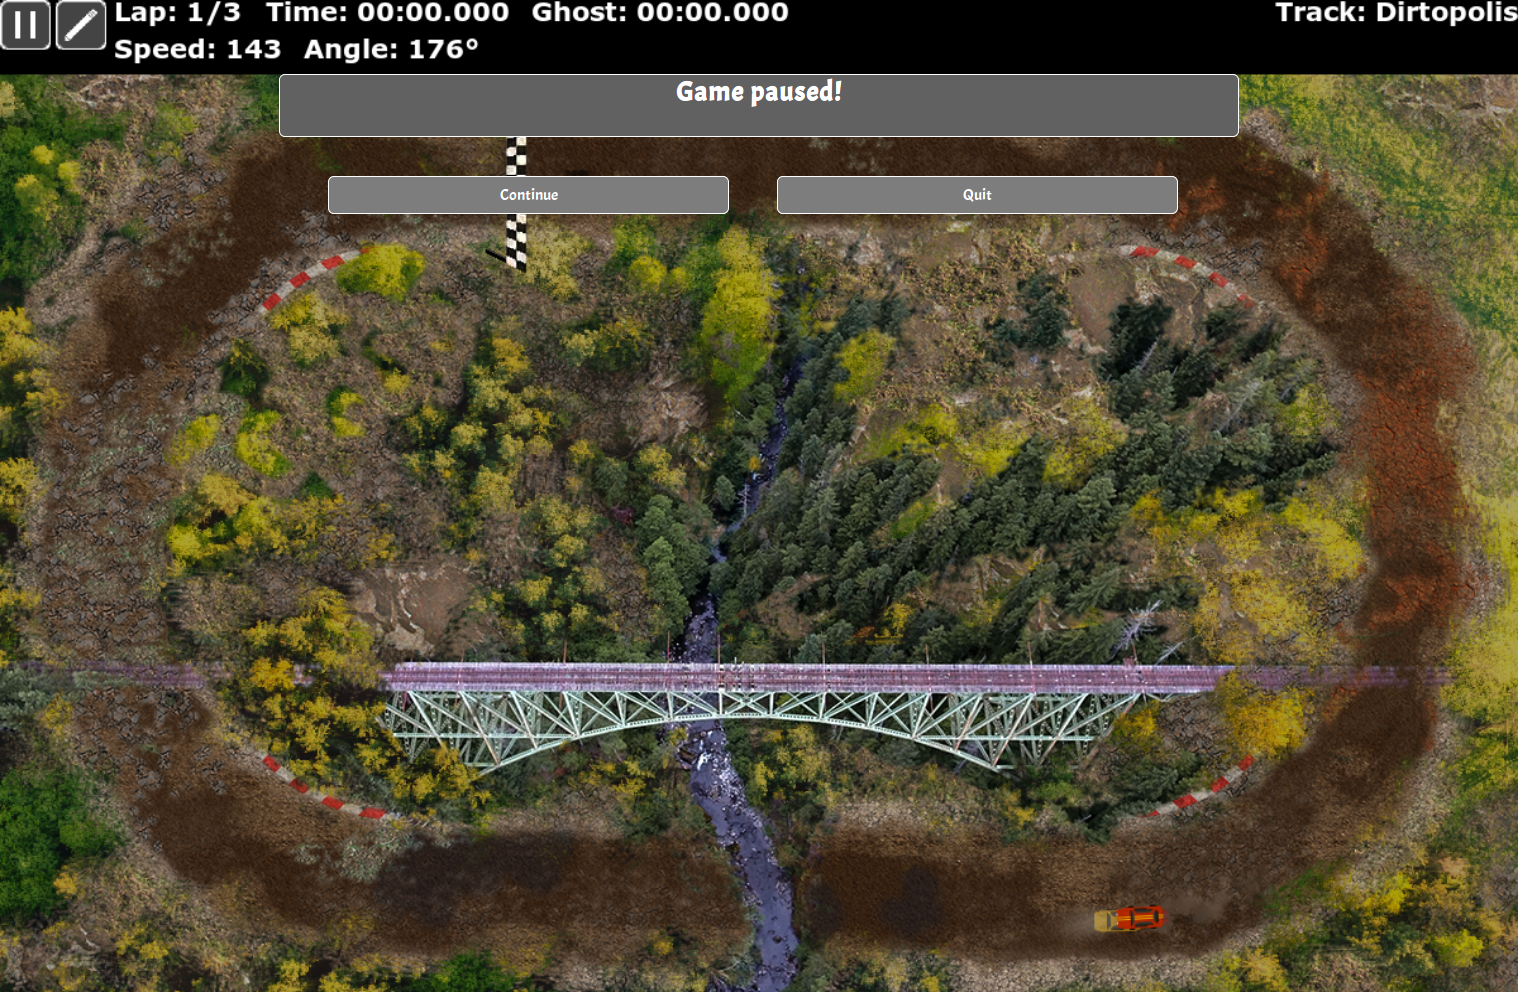 Lap: 1/3 Time: 00:00.000 Ghost: 00:00.000 Track: Dirtopolis
Speed: 143 Angle: 176°
Game paused!
Continue Quit